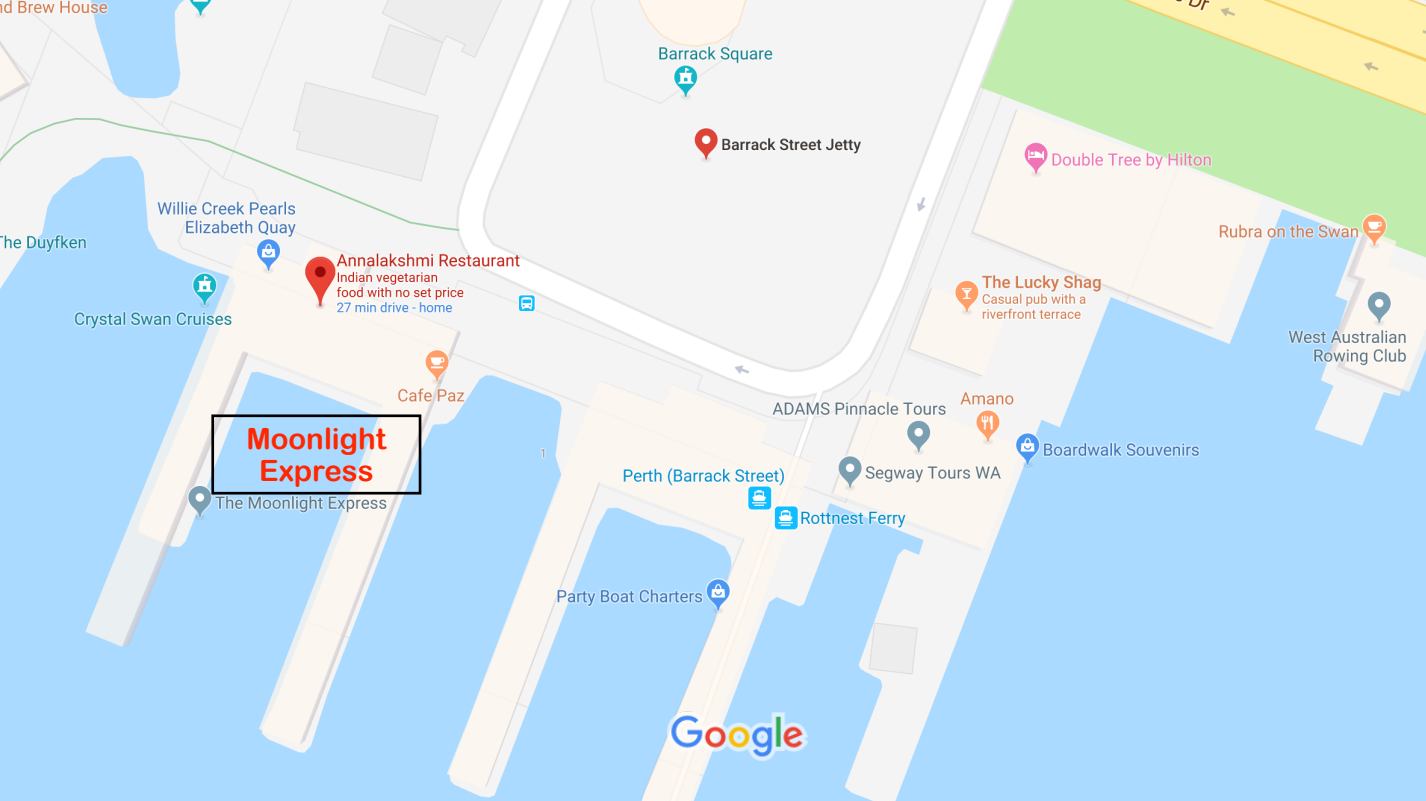 nd Brew House
Dr
Barrack Square
Barrack Street Jetty
Double Tree by Hilton
Willie Creek Pearls
Elizabeth Quay
Rubra on the Swan
The Duyfken
Annalakshmi Restaurant
Indian vegetarian
food with no set price
27 min drive - home
The Lucky Shag
Casual pub with a
riverfront terrace
Crystal Swan Cruises
West Australian
Rowing Club
Cafe Paz
ADAMS Pinnacle Tours
Amano
Moonlight
Express
1
Boardwalk Souvenirs
Perth (Barrack Street)
Segway Tours WA
The Moonlight Express
Rottnest Ferry
Party Boat Charters
Google